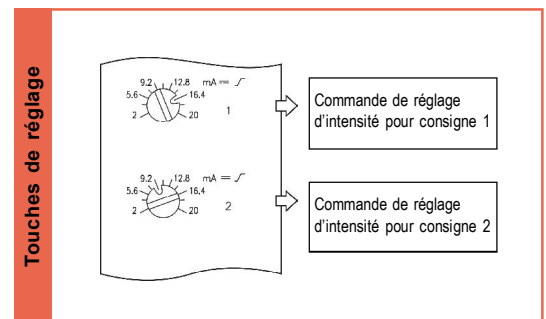 Touches de réglage
9.2 12.8 mA ⎓
5.6 16.4
2 20 1
Commande de réglage
d'intensité pour consigne 1
9.2 12.8 mA ⎓
5.6 16.4
2 20 2
Commande de réglage
d'intensité pour consigne 2